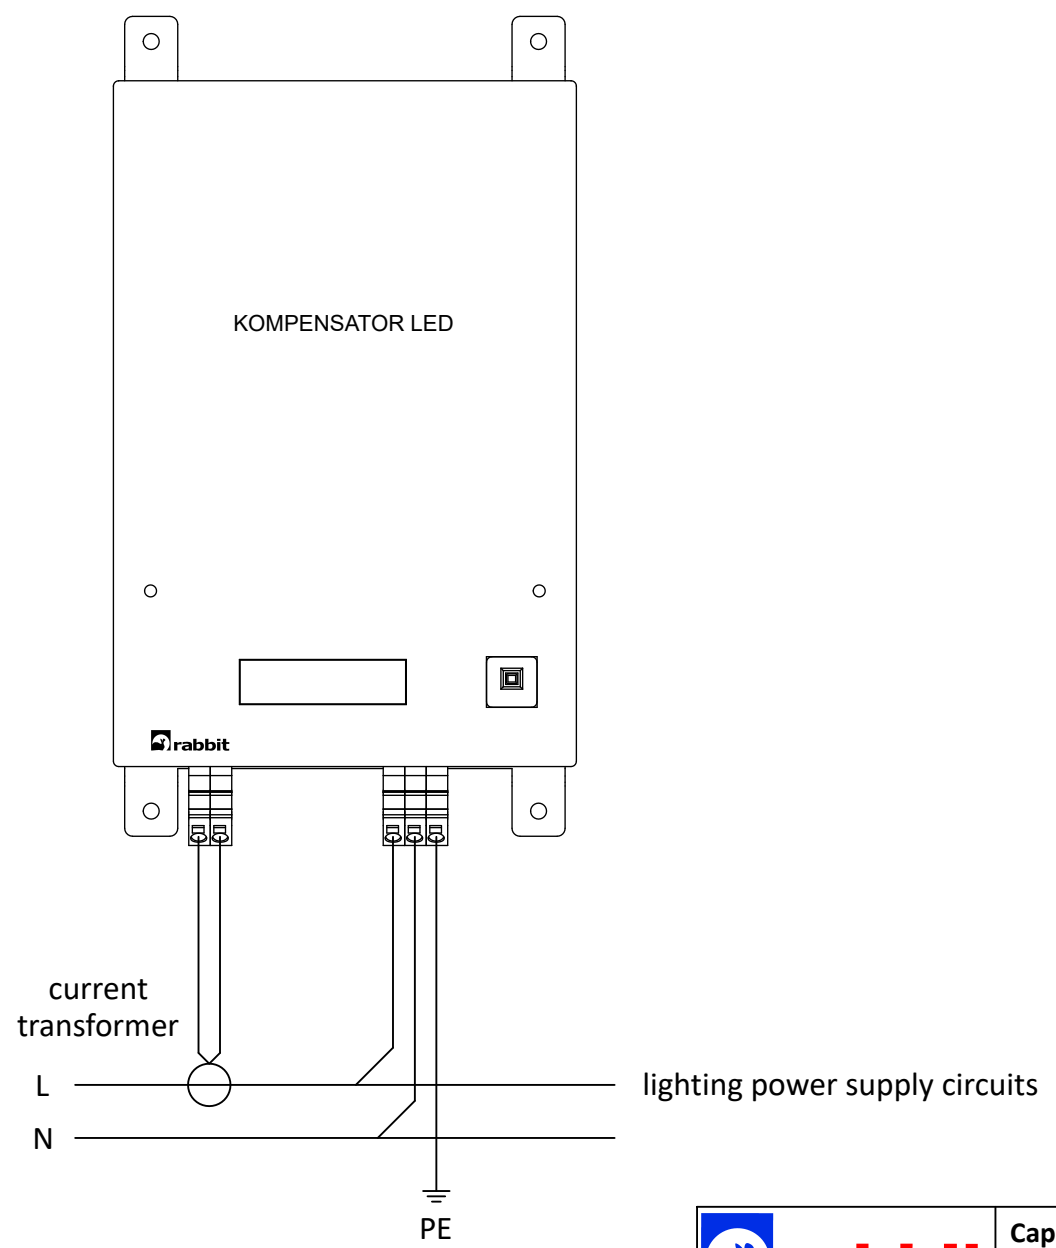 KOMPENSATOR LED
rabbit
current
transformer
L
lighting power supply circuits
N
PE
Cap